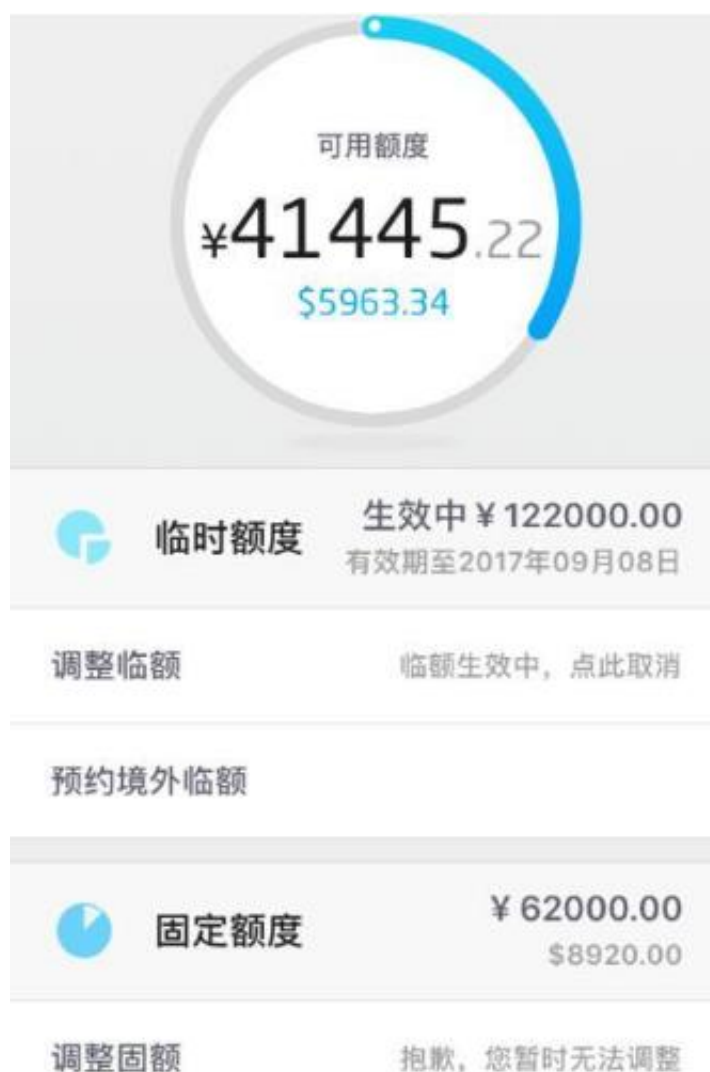 可用额度
¥41445.22
$5963.34
临时额度
生效中 ¥ 122000.00
有效期至2017年09月08日
调整临额
临额生效中，点此取消
预约境外临额
固定额度
¥ 62000.00
$8920.00
调整固额
抱歉，您暂时无法调整